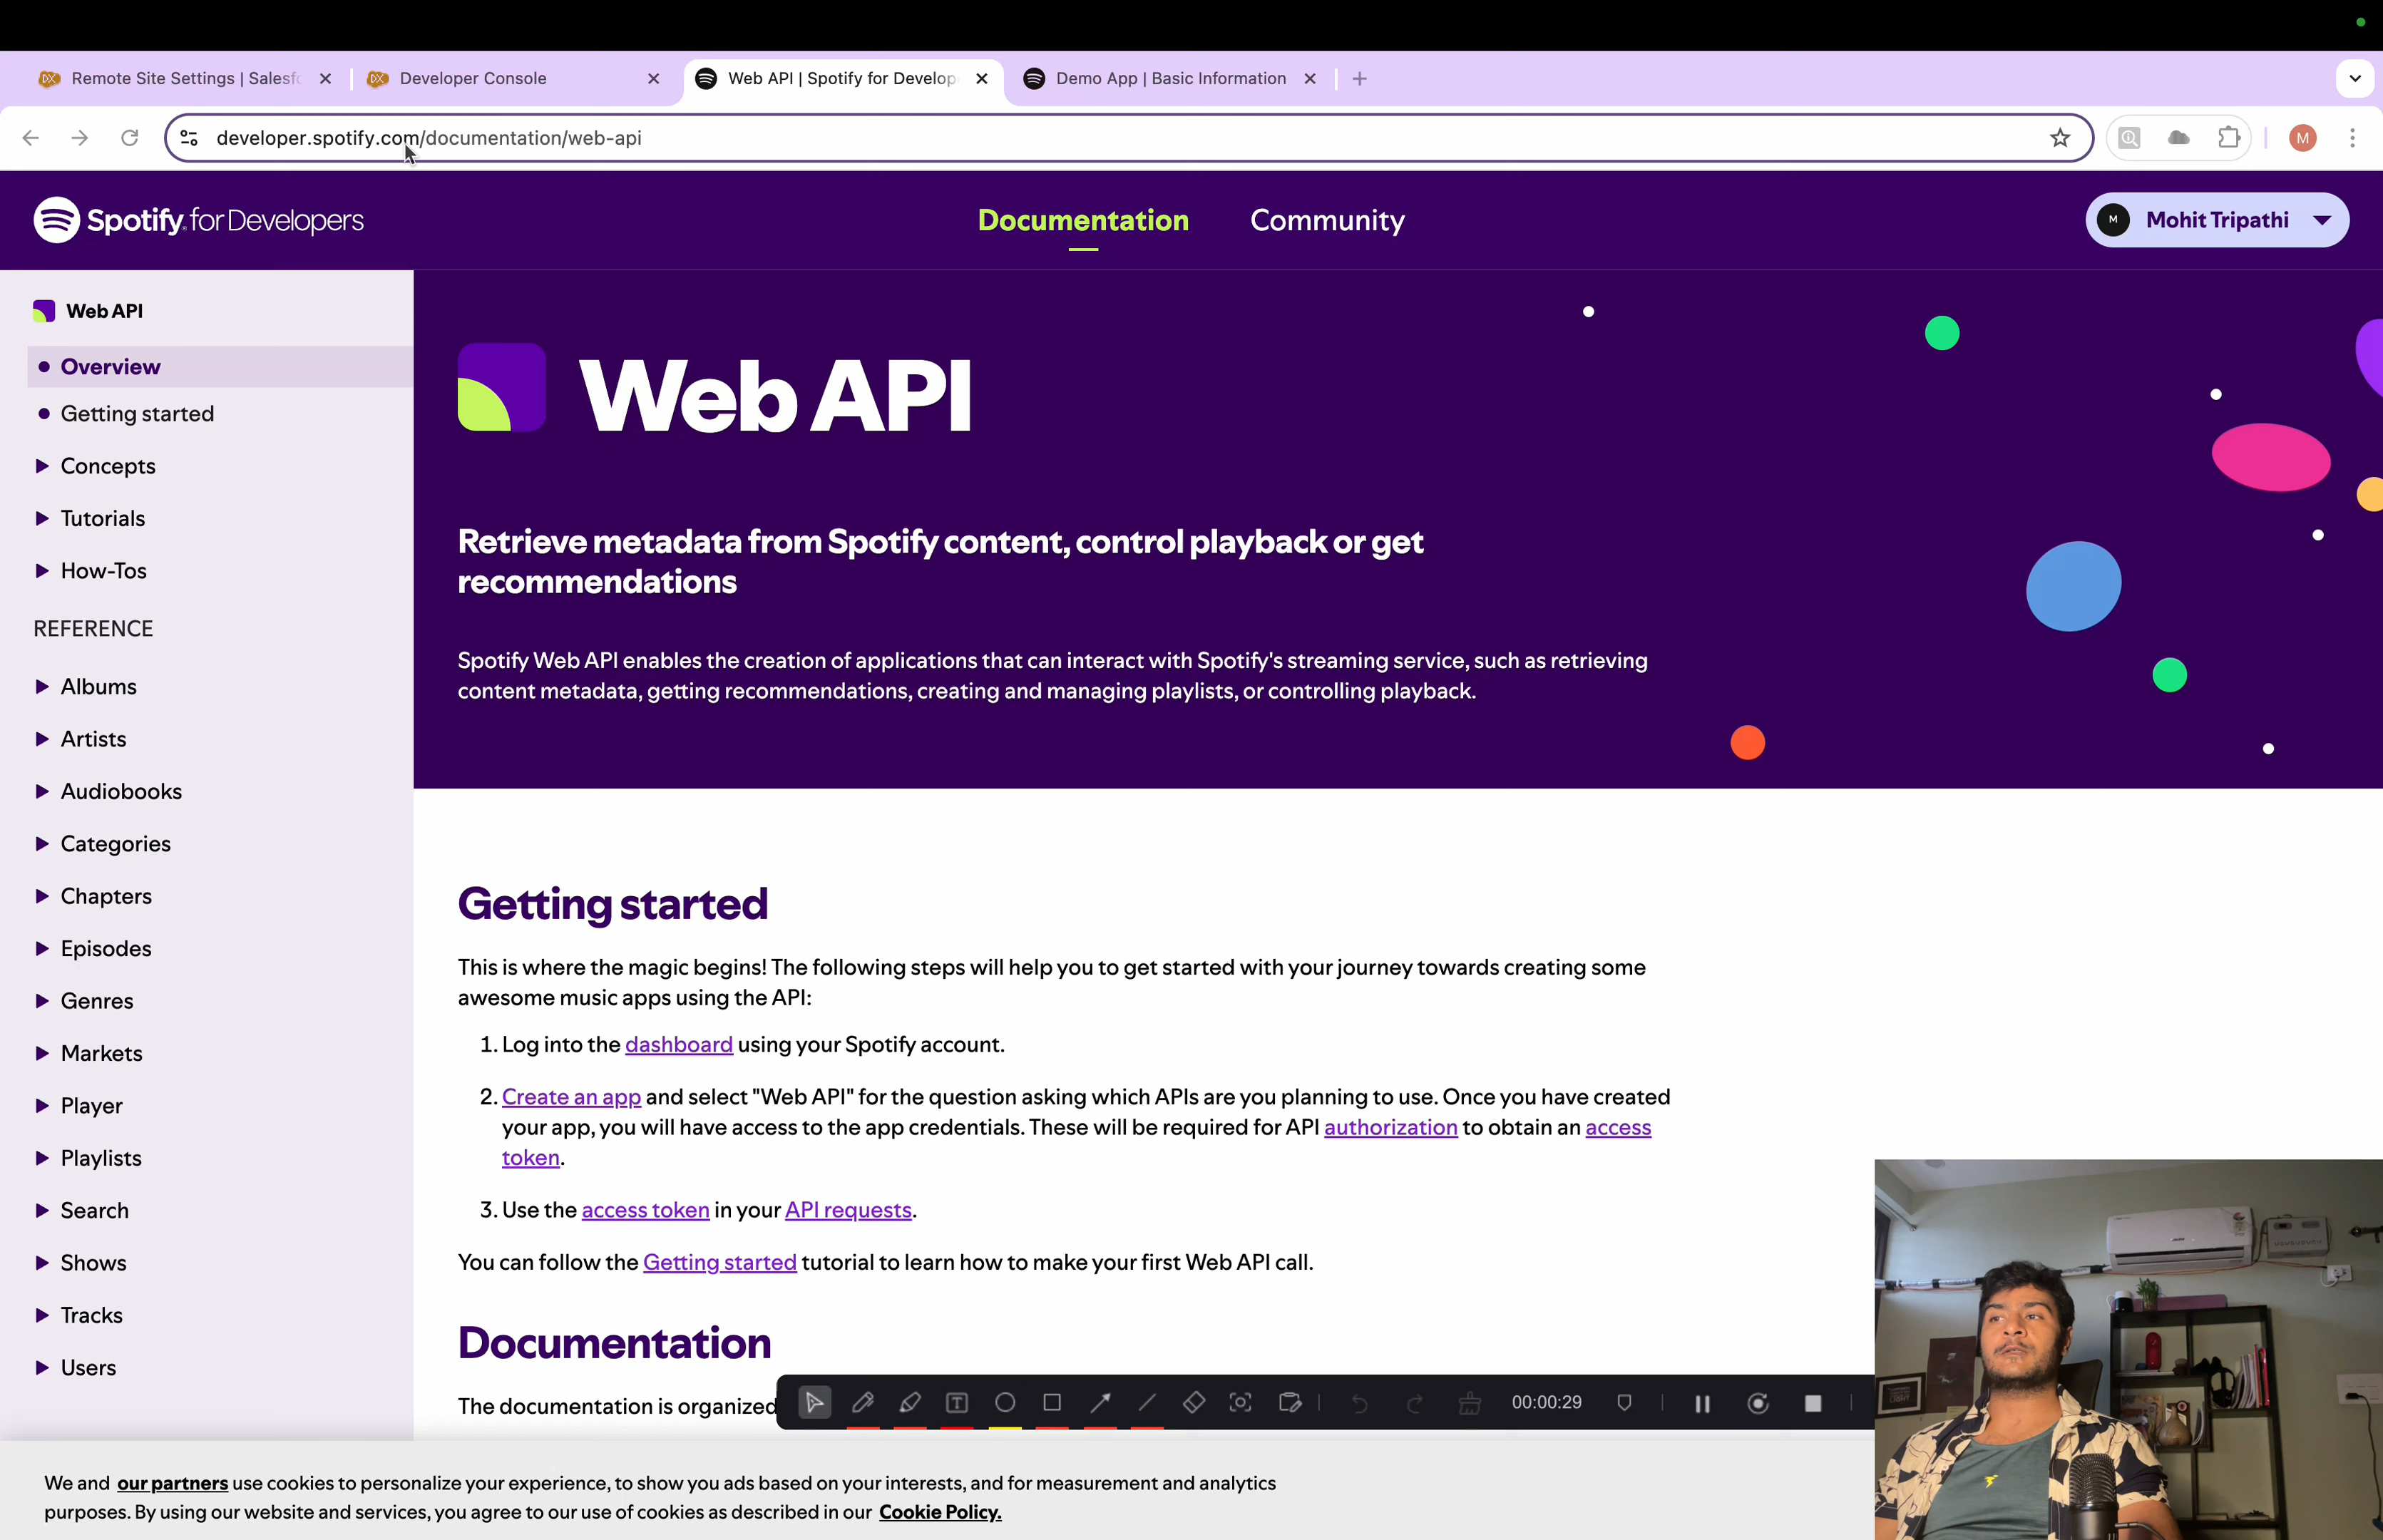 Remote Site Settings | Salesfo
Developer Console
Web API | Spotify for Develop
Demo App | Basic Information
developer.spotify.com/documentation/web-api
M
Spotify for Developers
Documentation
Community
M
Mohit Tripathi
Web API
Overview
Getting started
Concepts
Tutorials
How-Tos
REFERENCE
Albums
Artists
Audiobooks
Categories
Chapters
Episodes
Genres
Markets
Player
Playlists
Search
Shows
Tracks
Users
Web API
Retrieve metadata from Spotify content, control playback or get
recommendations
Spotify Web API enables the creation of applications that can interact with Spotify's streaming service, such as retrieving
content metadata, getting recommendations, creating and managing playlists, or controlling playback.
Getting started
This is where the magic begins! The following steps will help you to get started with your journey towards creating some
awesome music apps using the API:
1. Log into the dashboard using your Spotify account.
2. Create an app and select "Web API" for the question asking which APIs are you planning to use. Once you have created
your app, you will have access to the app credentials. These will be required for API authorization to obtain an access
token.
3. Use the access token in your API requests.
You can follow the Getting started tutorial to learn how to make your first Web API call.
Documentation
The documentation is organized
T
00:00:29
We and our partners use cookies to personalize your experience, to show you ads based on your interests, and for measurement and analytics
purposes. By using our website and services, you agree to our use of cookies as described in our Cookie Policy.